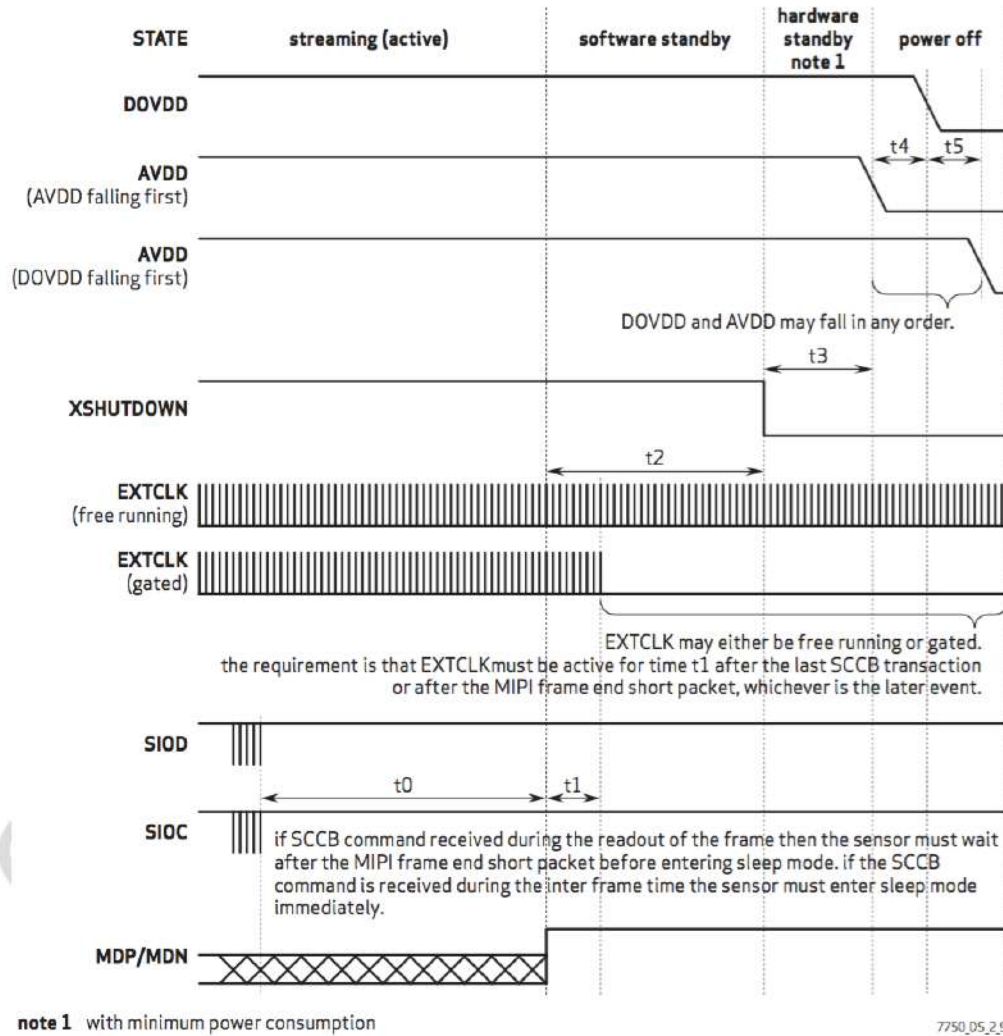 STATE streaming (active) software standby hardware standby note 1 power off
DOVDD
t4 t5
AVDD
(AVDD falling first)
AVDD
(DOVDD falling first)
DOVDD and AVDD may fall in any order.
t3
XSHUTDOWN
t2
EXTCLK
(free running)
EXTCLK
(gated)
EXTCLK may either be free running or gated.
the requirement is that EXTCLKmust be active for time t1 after the last SCCB transaction
or after the MIPI frame end short packet, whichever is the later event.
SIOD
t0 t1
SIOC
if SCCB command received during the readout of the frame then the sensor must wait
after the MIPI frame end short packet before entering sleep mode. if the SCCB
command is received during the inter frame time the sensor must enter sleep mode
immediately.
MDP/MDN
note 1 with minimum power consumption